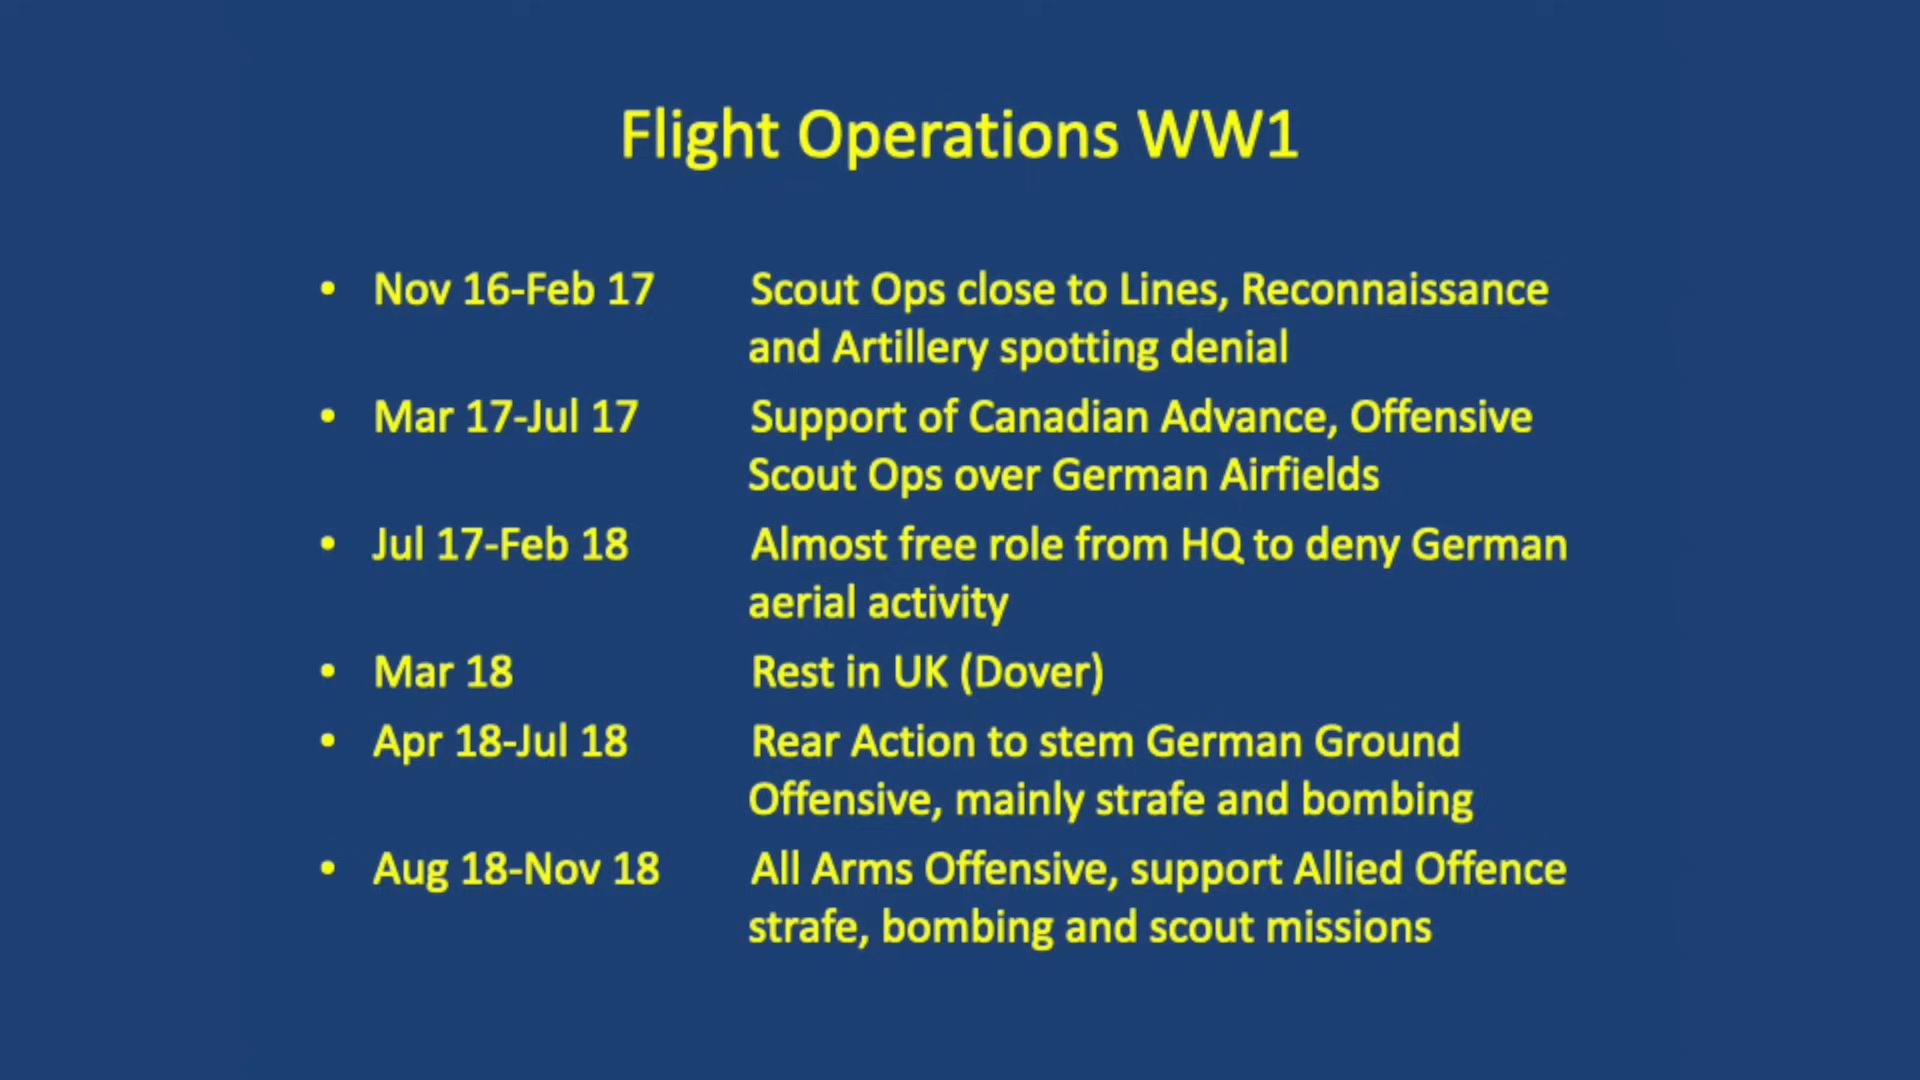 Flight Operations WW1
• Nov 16-Feb 17 Scout Ops close to Lines, Reconnaissance
and Artillery spotting denial
• Mar 17-Jul 17 Support of Canadian Advance, Offensive
Scout Ops over German Airfields
• Jul 17-Feb 18 Almost free role from HQ to deny German
aerial activity
• Mar 18 Rest in UK (Dover)
• Apr 18-Jul 18 Rear Action to stem German Ground
Offensive, mainly strafe and bombing
• Aug 18-Nov 18 All Arms Offensive, support Allied Offence
strafe, bombing and scout missions